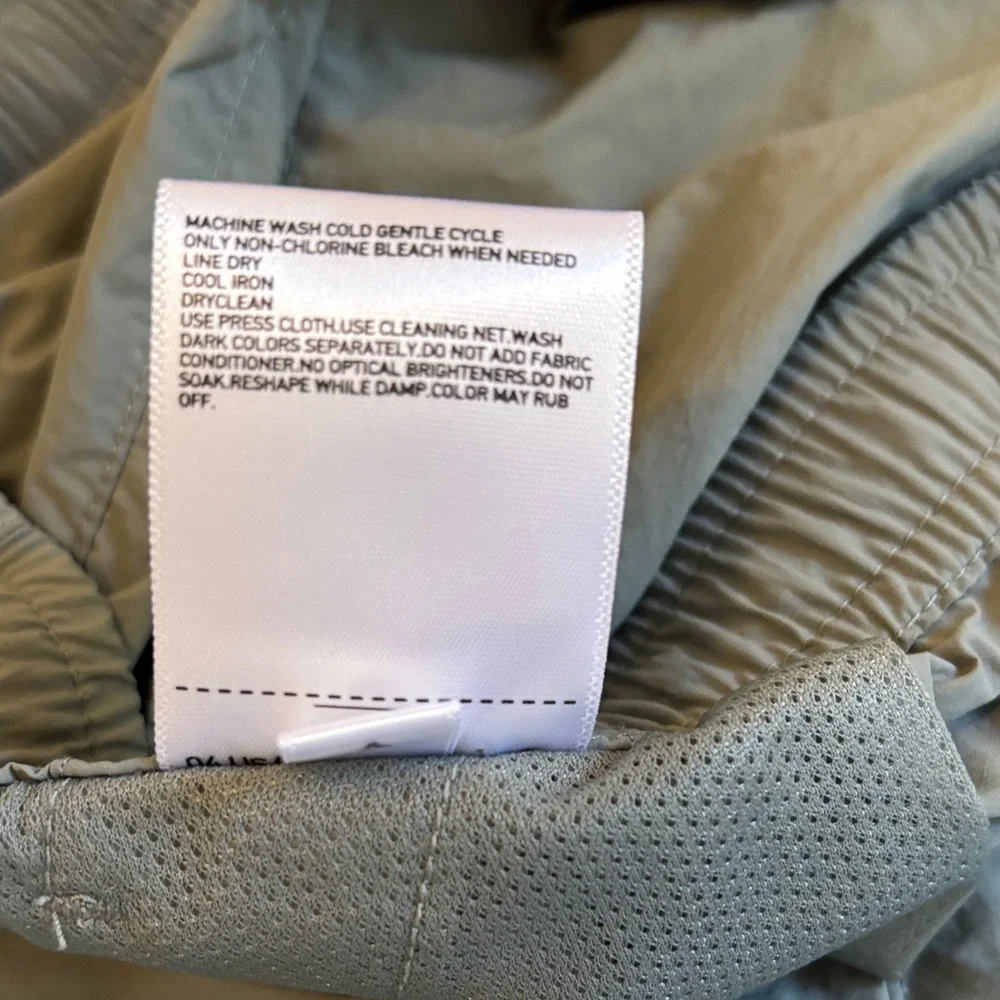 MACHINE WASH COLD GENTLE CYCLE
ONLY NON-CHLORINE BLEACH WHEN NEEDED
LINE DRY
COOL IRON
DRYCLEAN
USE PRESS CLOTH.USE CLEANING NET.WASH
DARK COLORS SEPARATELY.DO NOT ADD FABRIC
CONDITIONER.NO OPTICAL BRIGHTENERS.DO NOT
SOAK.RESHAPE WHILE DAMP.COLOR MAY RUB
OFF.